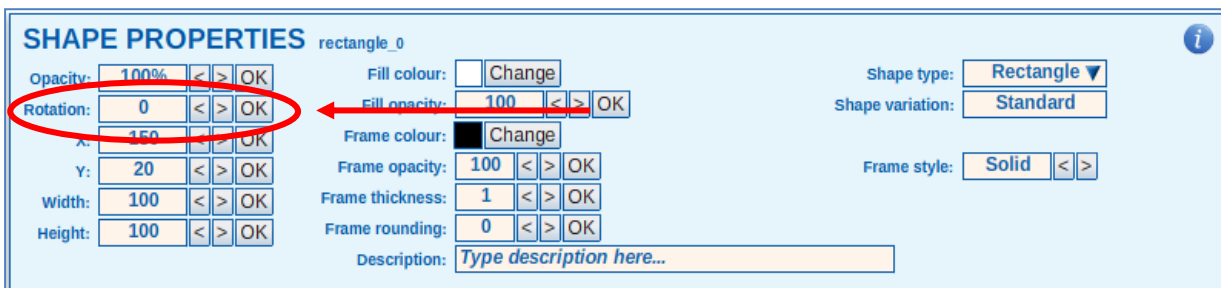 SHAPE PROPERTIES rectangle_0 i
Opacity: 100% < > OK Fill colour: Change Shape type: Rectangle
Rotation: 0 < > OK Fill opacity: 100 < > OK Shape variation: Standard
X: 150 < > OK Frame colour: Change
Y: 20 < > OK Frame opacity: 100 < > OK Frame style: Solid < >
Width: 100 < > OK Frame thickness: 1 < > OK
Height: 100 < > OK Frame rounding: 0 < > OK
Description: Type description here...